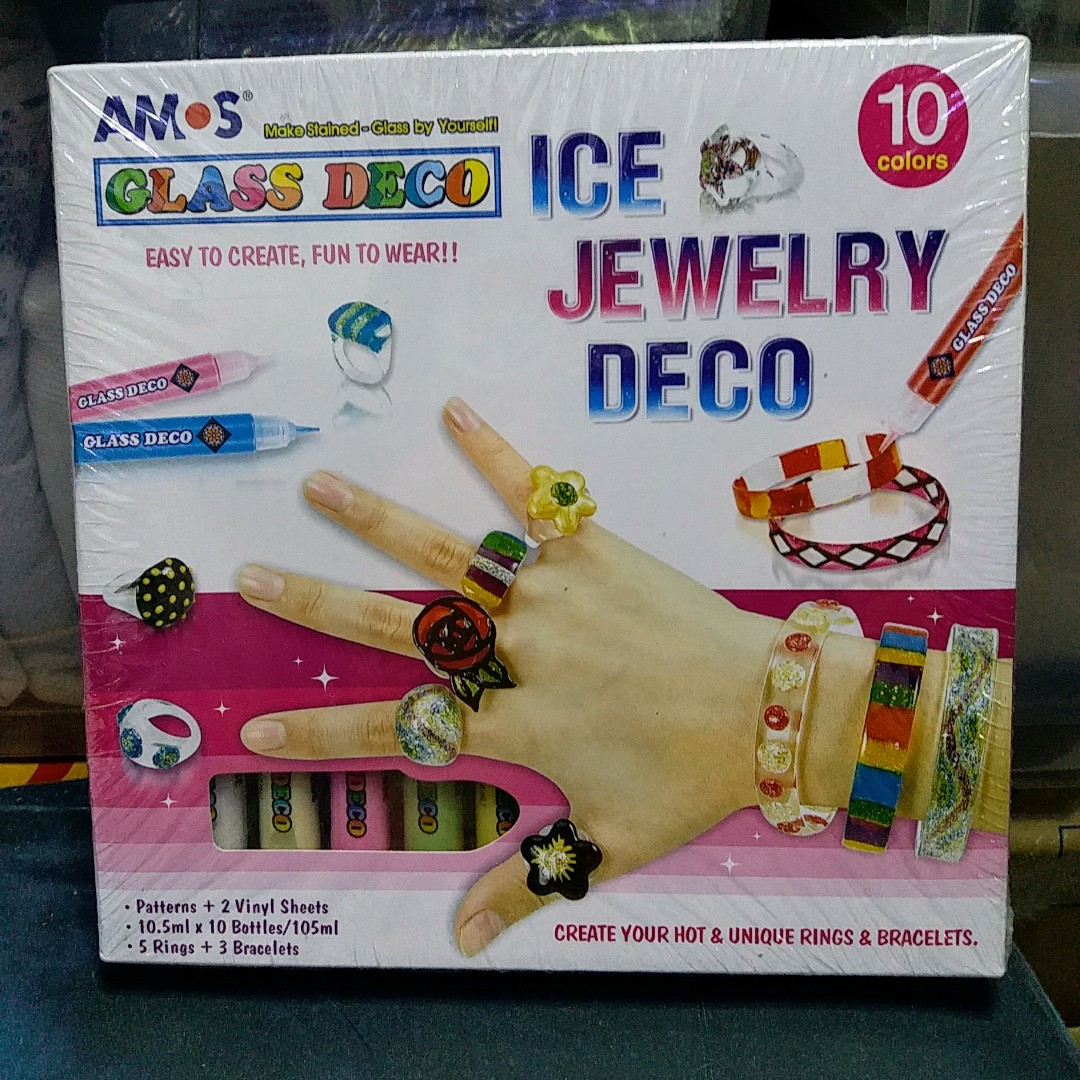 AMOS®
Make Stained-Glass by Yourself!
GLASS DECO
EASY TO CREATE, FUN TO WEAR!!
ICE
JEWELRY
DECO
10
colors
GLASS DECO
GLASS DECO
GLASS DECO
DECO
DECO
DECO
• Patterns + 2 Vinyl Sheets
• 10.5ml x 10 Bottles/105ml
• 5 Rings + 3 Bracelets
CREATE YOUR HOT & UNIQUE RINGS & BRACELETS.